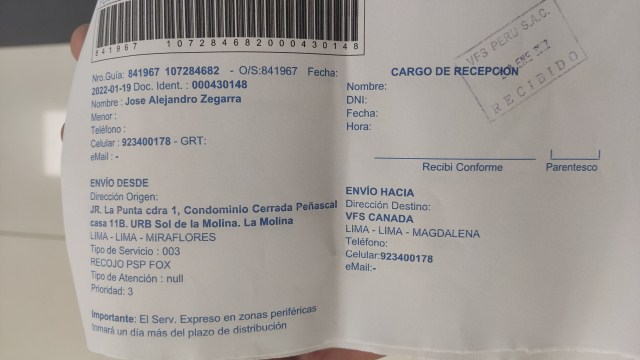 841967 107284682000430148
Nro.Guía: 841967 107284682 - O/S:841967 Fecha:
2022-01-19 Doc. Ident. : 000430148
Nombre : Jose Alejandro Zegarra
Menor :
Teléfono :
Celular : 923400178 - GRT:
eMail : -
ENVÍO DESDE
Dirección Origen:
JR. La Punta cdra 1, Condominio Cerrada Peñascal
casa 11B. URB Sol de la Molina. La Molina
LIMA - LIMA - MIRAFLORES
Tipo de Servicio : 003
RECOJO PSP FOX
Tipo de Atención : null
Prioridad: 3
Importante: El Serv. Expreso en zonas periféricas
tomará un día más del plazo de distribución
CARGO DE RECEPCIÓN
Nombre:
DNI:
Fecha:
Hora:
VFS PERU S.A.C.
RECIBIDO
Recibi Conforme
Parentesco
ENVÍO HACIA
Dirección Destino:
VFS CANADA
LIMA - LIMA - MAGDALENA
Teléfono:
Celular:923400178
eMail:-